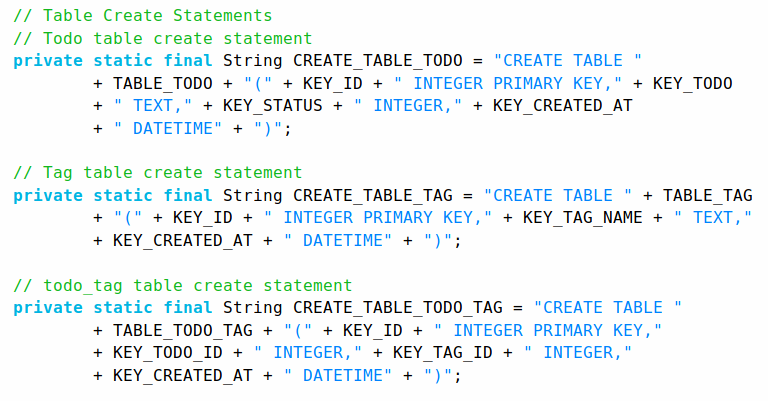 // Table Create Statements
// Todo table create statement
private static final String CREATE_TABLE_TODO = "CREATE TABLE "
        + TABLE_TODO + "(" + KEY_ID + " INTEGER PRIMARY KEY," + KEY_TODO
        + " TEXT," + KEY_STATUS + " INTEGER," + KEY_CREATED_AT
        + " DATETIME" + ")";

// Tag table create statement
private static final String CREATE_TABLE_TAG = "CREATE TABLE " + TABLE_TAG
        + "(" + KEY_ID + " INTEGER PRIMARY KEY," + KEY_TAG_NAME + " TEXT,"
        + KEY_CREATED_AT + " DATETIME" + ")";

// todo_tag table create statement
private static final String CREATE_TABLE_TODO_TAG = "CREATE TABLE "
        + TABLE_TODO_TAG + "(" + KEY_ID + " INTEGER PRIMARY KEY,"
        + KEY_TODO_ID + " INTEGER," + KEY_TAG_ID + " INTEGER,"
        + KEY_CREATED_AT + " DATETIME" + ")";